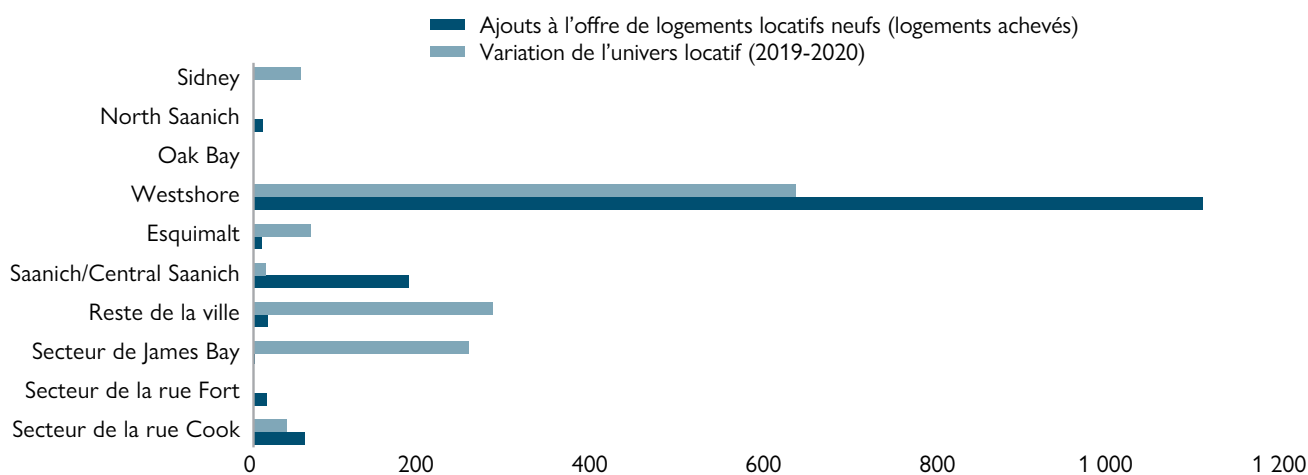 Ajouts à l’offre de logements locatifs neufs (logements achevés)
Variation de l’univers locatif (2019-2020)
Sidney
North Saanich
Oak Bay
Westshore
Esquimalt
Saanich/Central Saanich
Reste de la ville
Secteur de James Bay
Secteur de la rue Fort
Secteur de la rue Cook
0 200 400 600 800 1 000 1 200